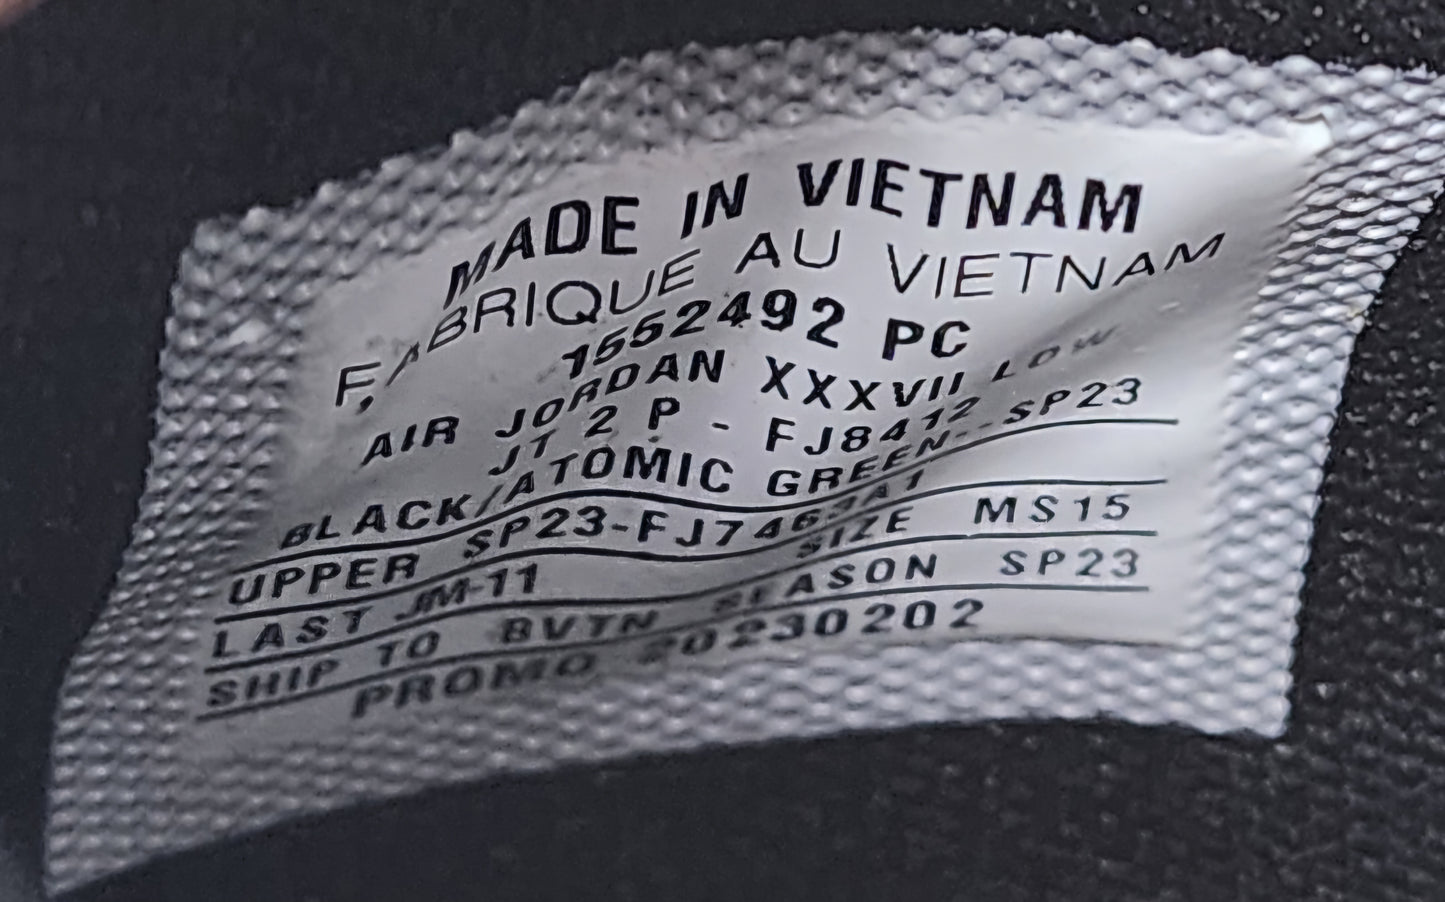 MADE IN VIETNAM
F,ABRIQUE AU VIETNAM
1552492 PC
AIR JORDAN XXXVII LOW
JT 2 P - FJ8412
BLACK/ATOMIC GREEN--SP23
UPPER SP23-FJ7463A1
LAST JM-11 SIZE MS15
SHIP TO BVTN SEASON SP23
PROMO 20230202